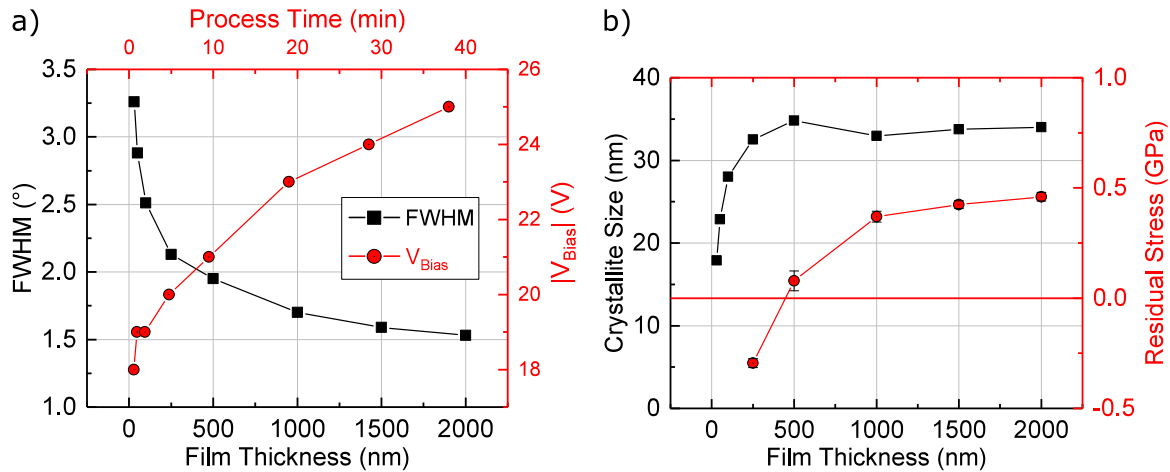 a)
Process Time (min)
0 10 20 30 40
3.5
3.0
2.5
2.0
1.5
1.0
FWHM (°)
26
24
22
20
18
|V_Bias| (V)
FWHM
V_Bias
0 500 1000 1500 2000
Film Thickness (nm)
b)
40
30
20
10
0
Crystallite Size (nm)
1.0
0.5
0.0
-0.5
Residual Stress (GPa)
0 500 1000 1500 2000
Film Thickness (nm)